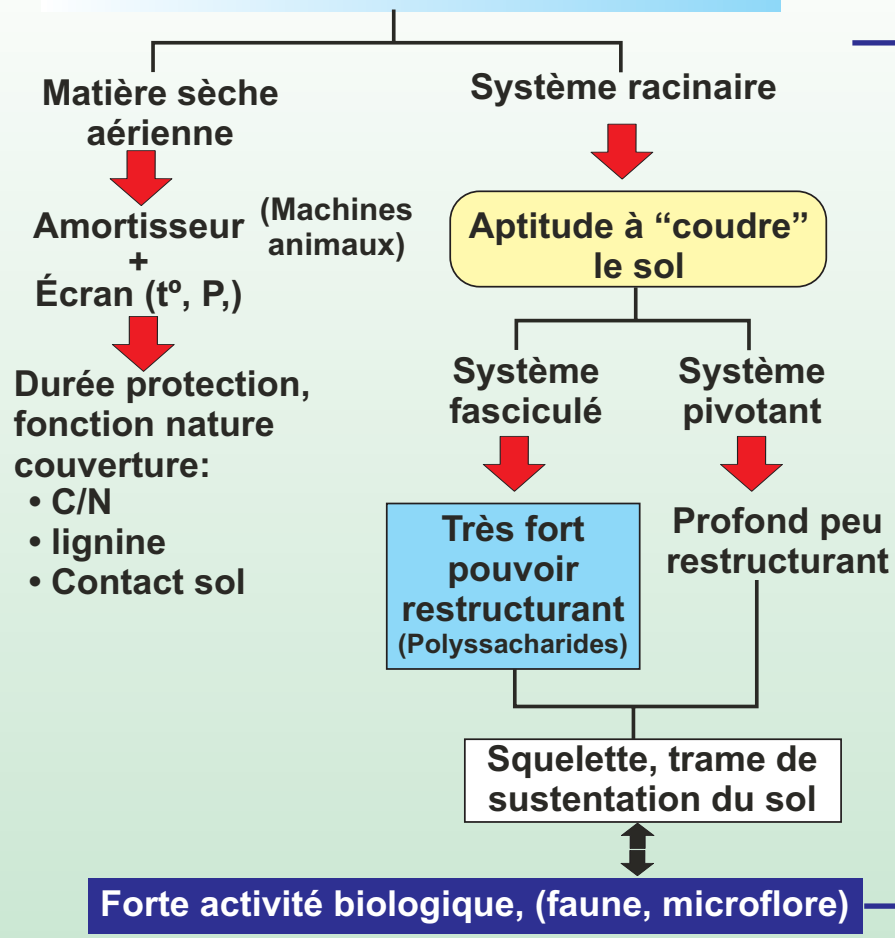 Matière sèche
aérienne
Amortisseur
+
Écran (tº, P,)
(Machines
animaux)
Durée protection,
fonction nature
couverture:
• C/N
• lignine
• Contact sol
Système racinaire
Aptitude à “coudre”
le sol
Système
fasciculé
Système
pivotant
Très fort
pouvoir
restructurant
(Polyssacharides)
Profond peu
restructurant
Squelette, trame de
sustentation du sol
Forte activité biologique, (faune, microflore)